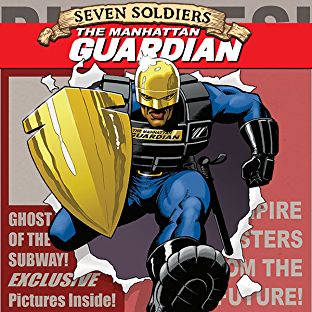 SEVEN SOLDIERS
THE MANHATTAN
GUARDIAN
THE MANHATTAN
GUARDIAN
GHOST
OF THE
SUBWAY!
EXCLUSIVE
Pictures Inside!
PIRE
STERS
OM THE
FUTURE!